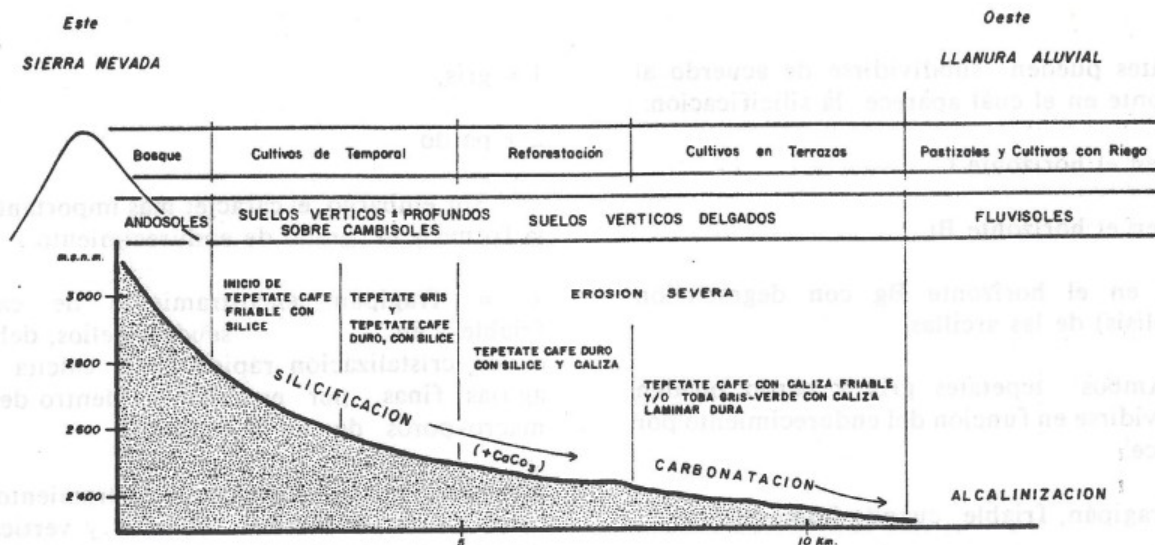 Este
Oeste
SIERRA NEVADA
LLANURA ALUVIAL
Bosque
Cultivos de Temporal
Reforestación
Cultivos en Terrazas
Pastizales y Cultivos con Riego
ANDOSOLES
SUELOS VERTICOS PROFUNDOS
SOBRE CAMBISOLES
SUELOS VERTICOS DELGADOS
FLUVISOLES
m.s.n.m.
3000
2800
2600
2400
INICIO DE
TEPETATE CAFE
FRIABLE CON
SILICE
TEPETATE GRIS
Y
TEPETATE CAFE
DURO, CON SILICE
EROSION SEVERA
TEPETATE CAFE DURO
CON SILICE Y CALIZA
TEPETATE CAFE CON CALIZA FRIABLE
Y/O TOBA GRIS-VERDE CON CALIZA
LAMINAR DURA
SILICIFICACION
(+CaCo3)
CARBONATACION
ALCALINIZACION
5
10 Km.